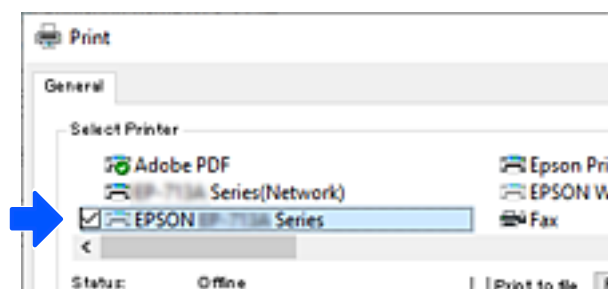 Print
General
Select Printer
Adobe PDF
Epson Pri
Series(Network)
EPSON W
EPSON Series
Fax
Status: Offline
Print to file